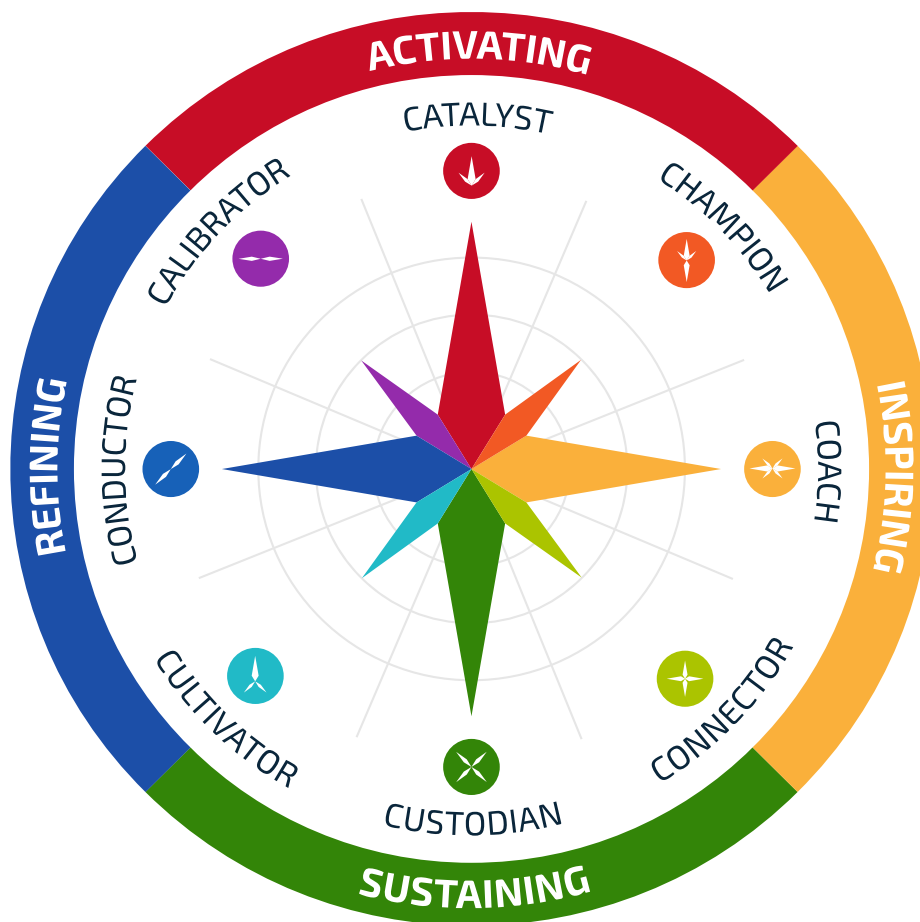 ACTIVATING
CATALYST
CHAMPION
INSPIRING
COACH
CONNECTOR
SUSTAINING
CUSTODIAN
CULTIVATOR
REFINING
CONDUCTOR
CALIBRATOR